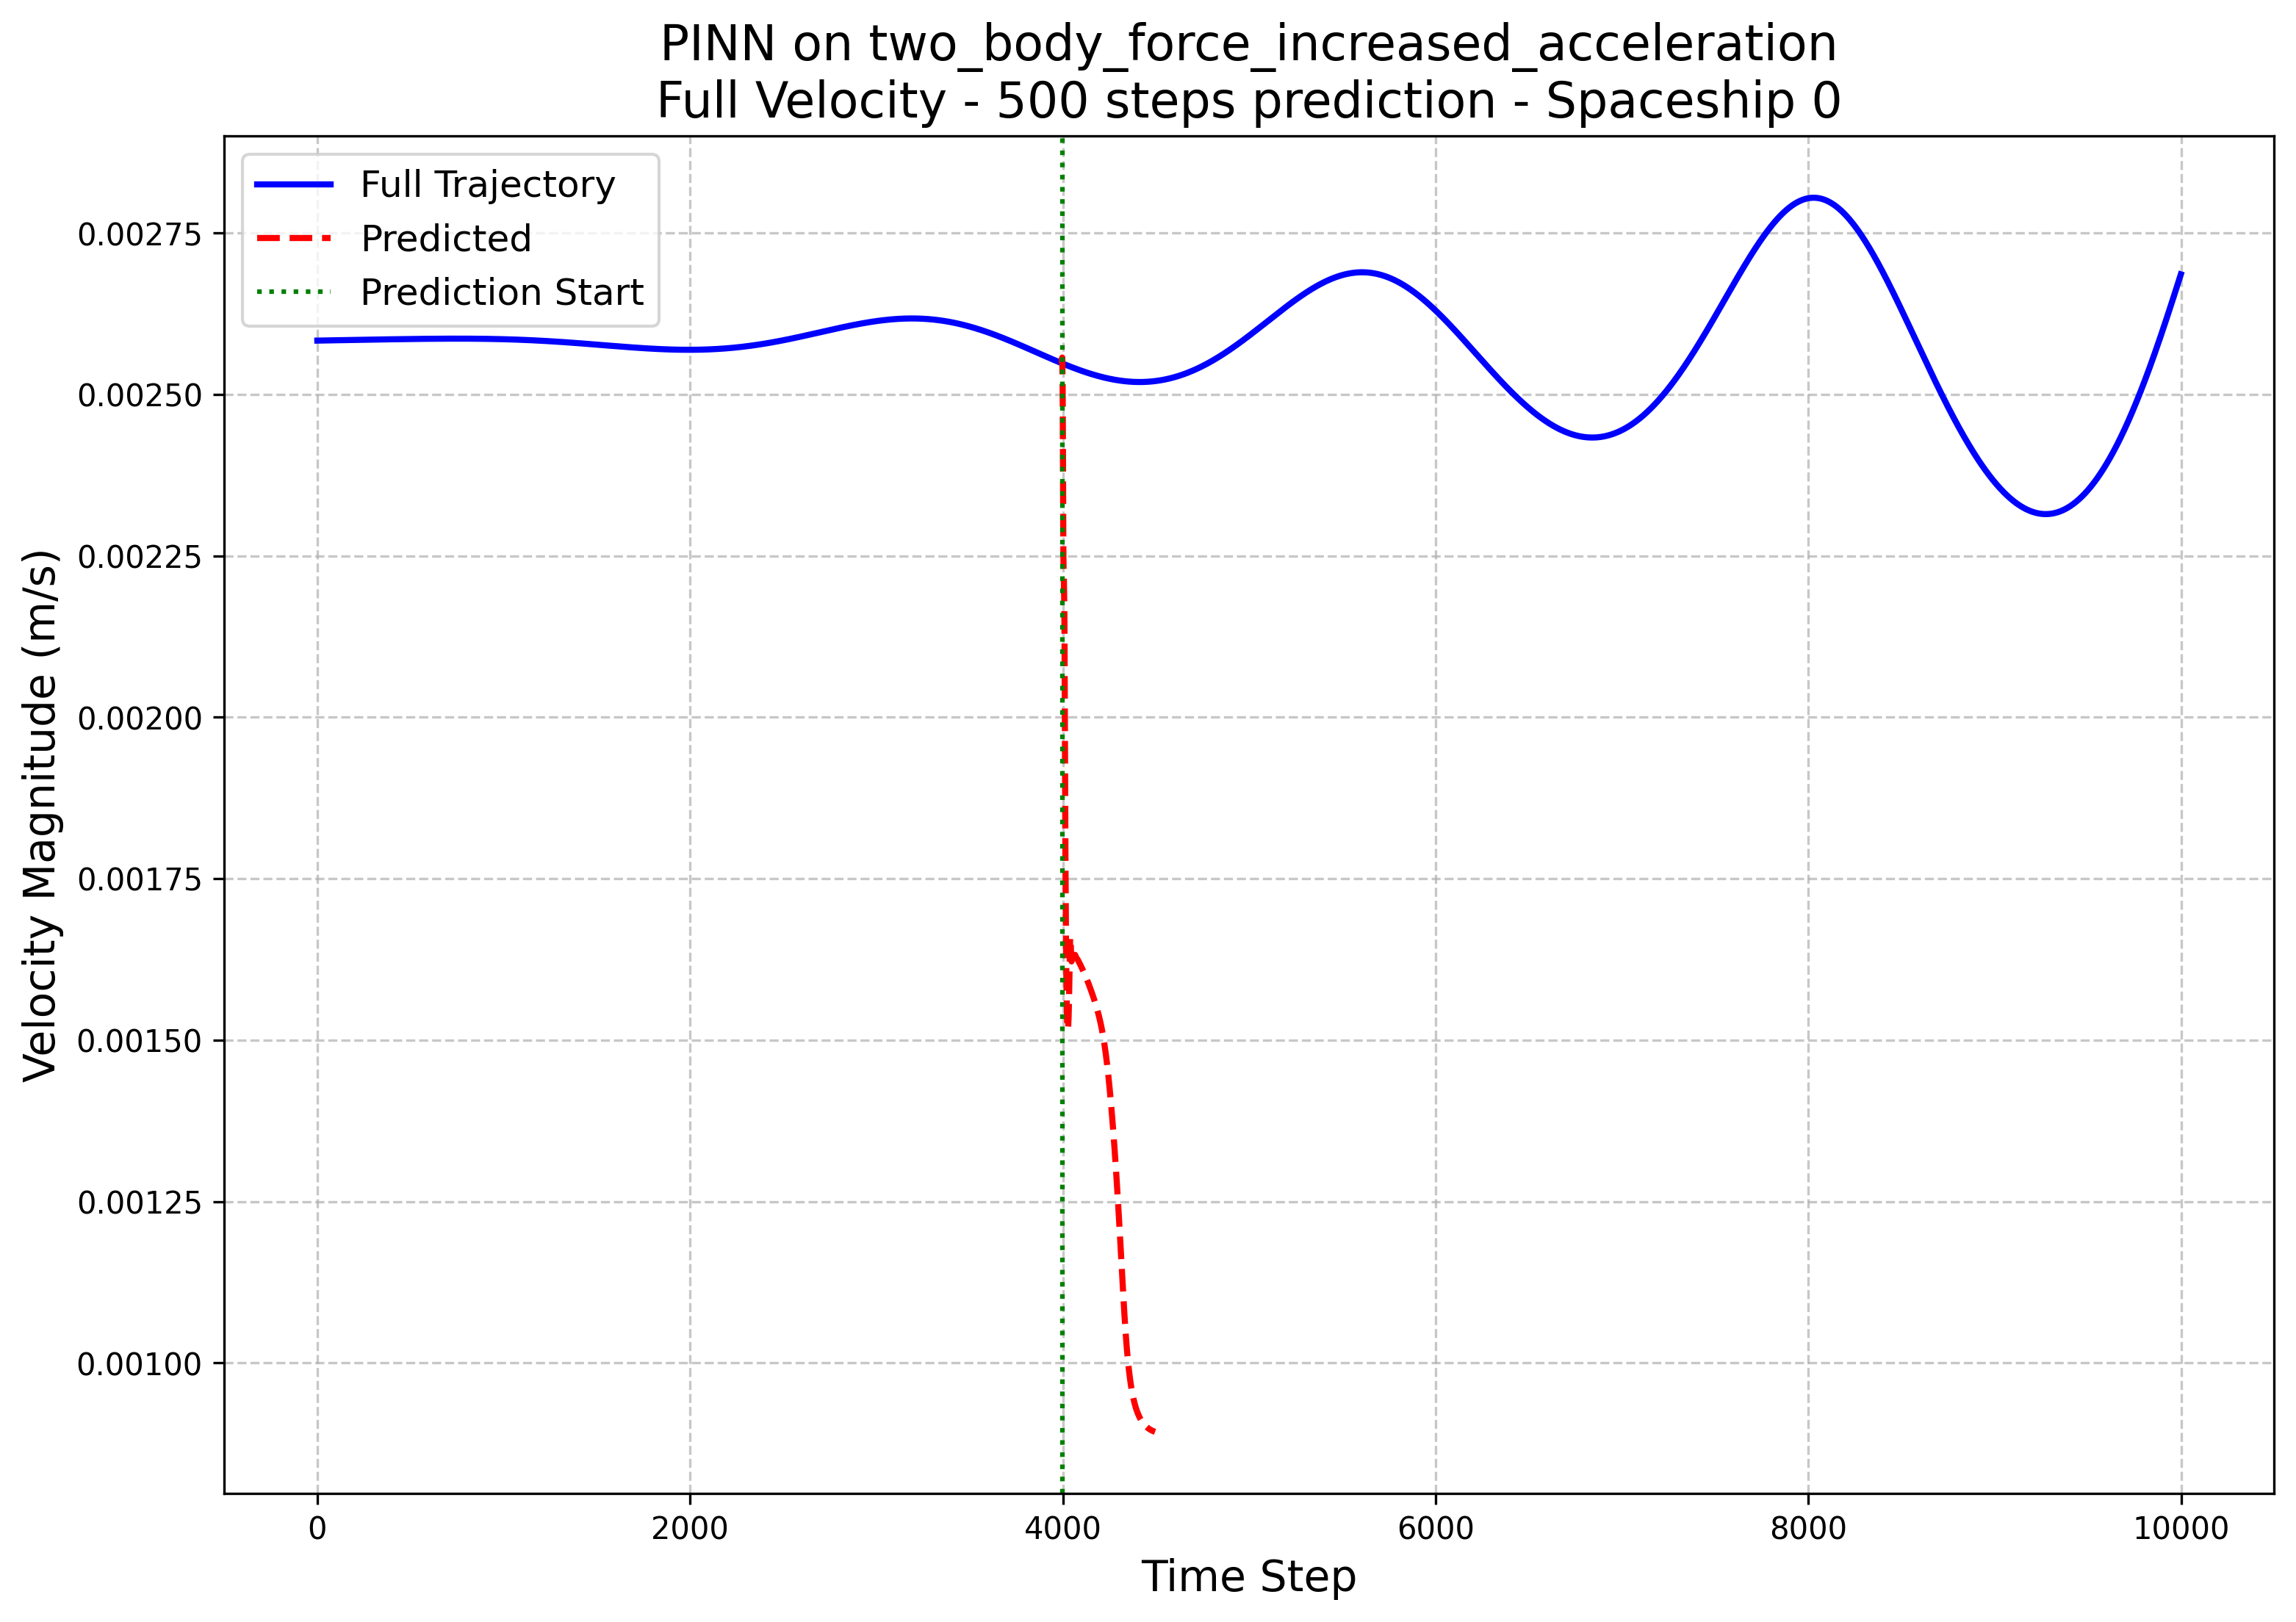 PINN on two_body_force_increased_acceleration
Full Velocity - 500 steps prediction - Spaceship 0
Full Trajectory
Predicted
Prediction Start
Velocity Magnitude (m/s)
0.00275
0.00250
0.00225
0.00200
0.00175
0.00150
0.00125
0.00100
0 2000 4000 6000 8000 10000
Time Step